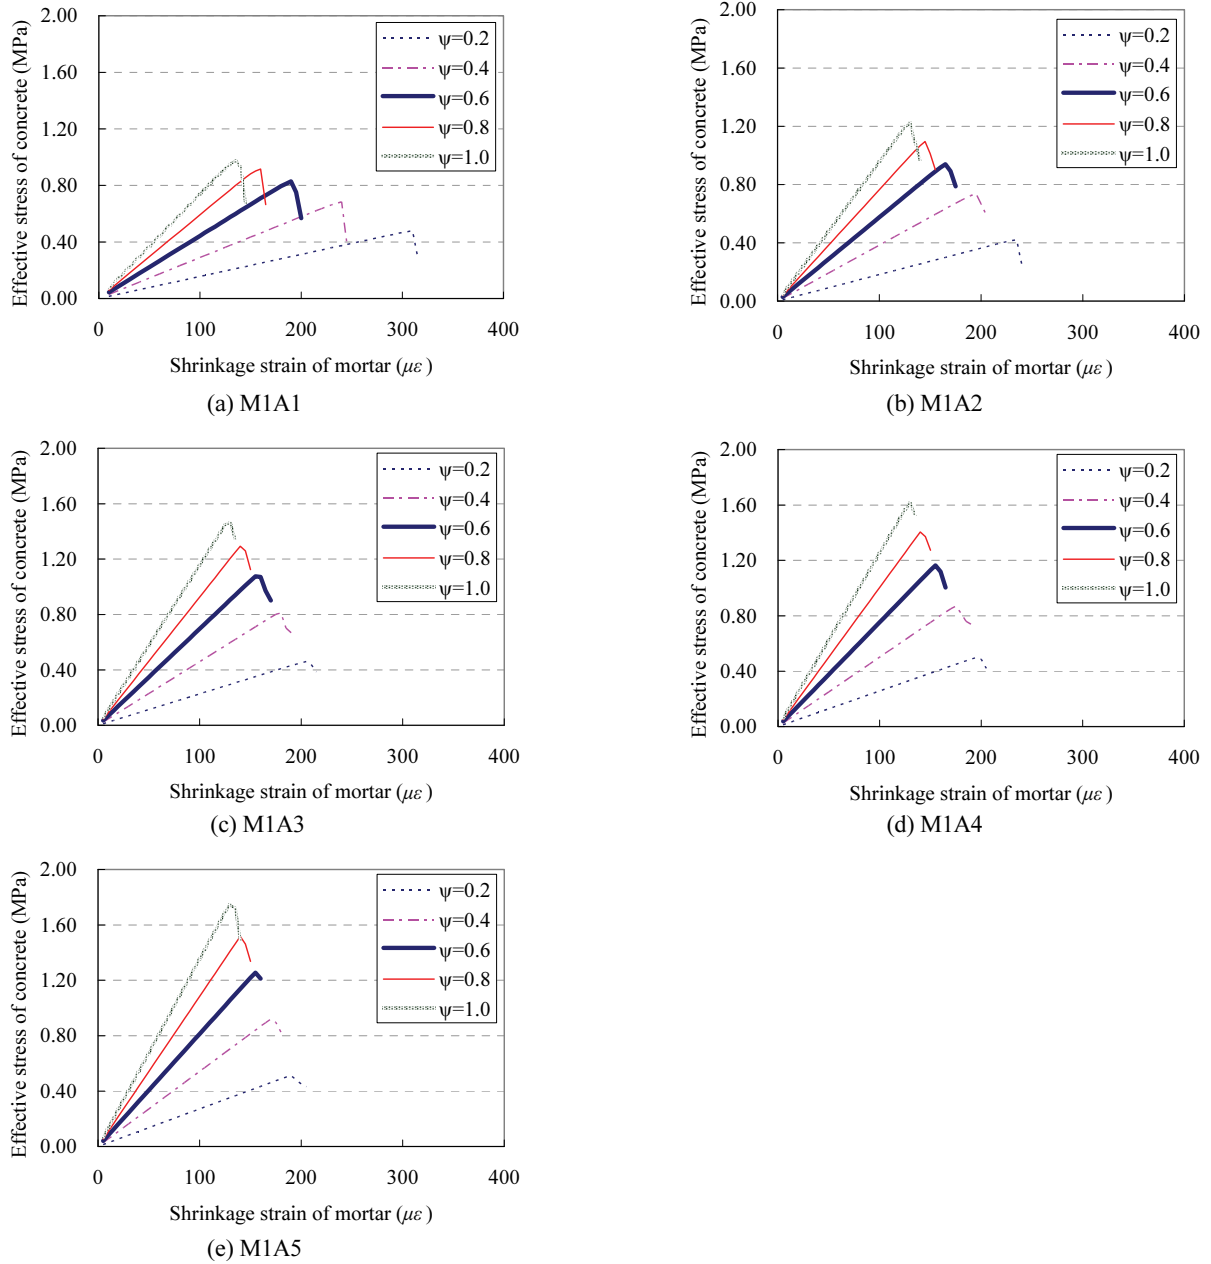 Effective stress of concrete (MPa)
2.00
1.60
1.20
0.80
0.40
0.00
0 100 200 300 400
ψ=0.2
ψ=0.4
ψ=0.6
ψ=0.8
ψ=1.0
Shrinkage strain of mortar (με)
(a) M1A1
Effective stress of concrete (MPa)
2.00
1.60
1.20
0.80
0.40
0.00
0 100 200 300 400
ψ=0.2
ψ=0.4
ψ=0.6
ψ=0.8
ψ=1.0
Shrinkage strain of mortar (με)
(b) M1A2
Effective stress of concrete (MPa)
2.00
1.60
1.20
0.80
0.40
0.00
0 100 200 300 400
ψ=0.2
ψ=0.4
ψ=0.6
ψ=0.8
ψ=1.0
Shrinkage strain of mortar (με)
(c) M1A3
Effective stress of concrete (MPa)
2.00
1.60
1.20
0.80
0.40
0.00
0 100 200 300 400
ψ=0.2
ψ=0.4
ψ=0.6
ψ=0.8
ψ=1.0
Shrinkage strain of mortar (με)
(d) M1A4
Effective stress of concrete (MPa)
2.00
1.60
1.20
0.80
0.40
0.00
0 100 200 300 400
ψ=0.2
ψ=0.4
ψ=0.6
ψ=0.8
ψ=1.0
Shrinkage strain of mortar (με)
(e) M1A5